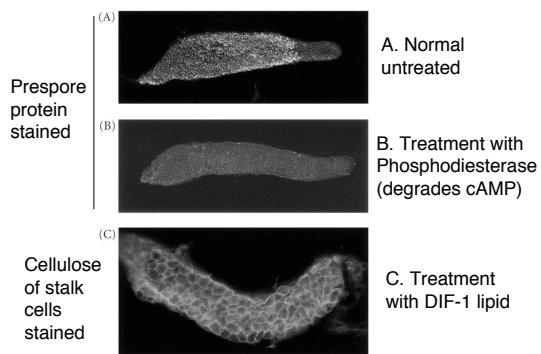 (A)
A. Normal
untreated
Prespore
protein
stained
(B)
B. Treatment with
Phosphodiesterase
(degrades cAMP)
(C)
Cellulose
of stalk
cells
stained
C. Treatment
with DIF-1 lipid